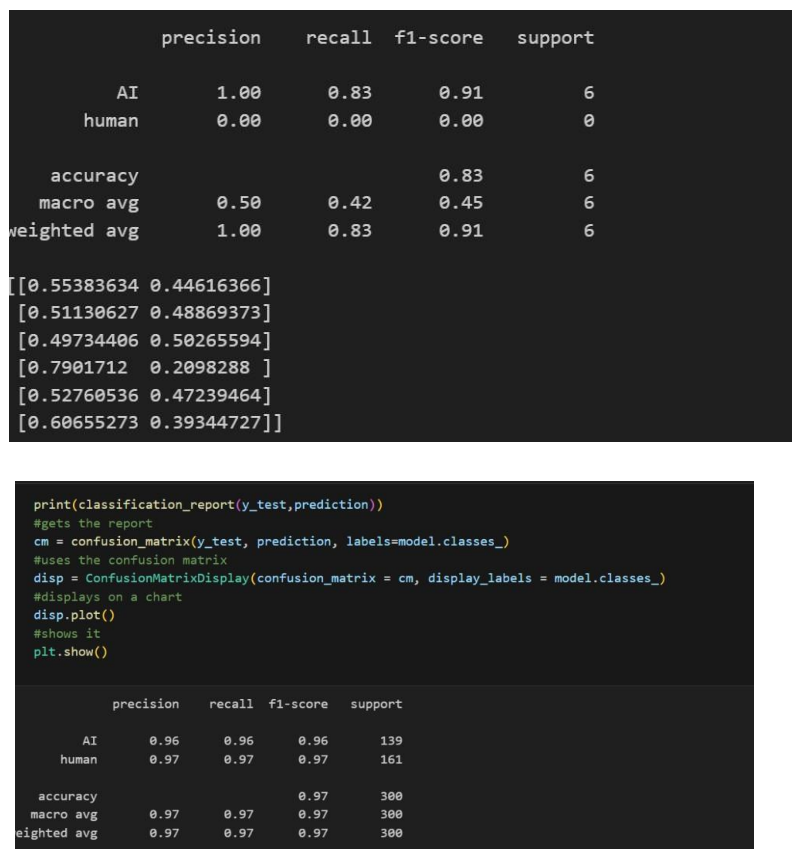 precision recall f1-score support
AI 1.00 0.83 0.91 6
human 0.00 0.00 0.00 0
accuracy 0.83 6
macro avg 0.50 0.42 0.45 6
weighted avg 1.00 0.83 0.91 6
[[0.55383634 0.44616366]
[0.51130627 0.48869373]
[0.49734406 0.50265594]
[0.7901712 0.2098288 ]
[0.52760536 0.47239464]
[0.60655273 0.39344727]]
print(classification_report(y_test,prediction))
#gets the report
cm = confusion_matrix(y_test, prediction, labels=model.classes_)
#uses the confusion matrix
disp = ConfusionMatrixDisplay(confusion_matrix = cm, display_labels = model.classes_)
#displays on a chart
disp.plot()
#shows it
plt.show()
precision recall f1-score support
AI 0.96 0.96 0.96 139
human 0.97 0.97 0.97 161
accuracy 0.97 300
macro avg 0.97 0.97 0.97 300
eighted avg 0.97 0.97 0.97 300